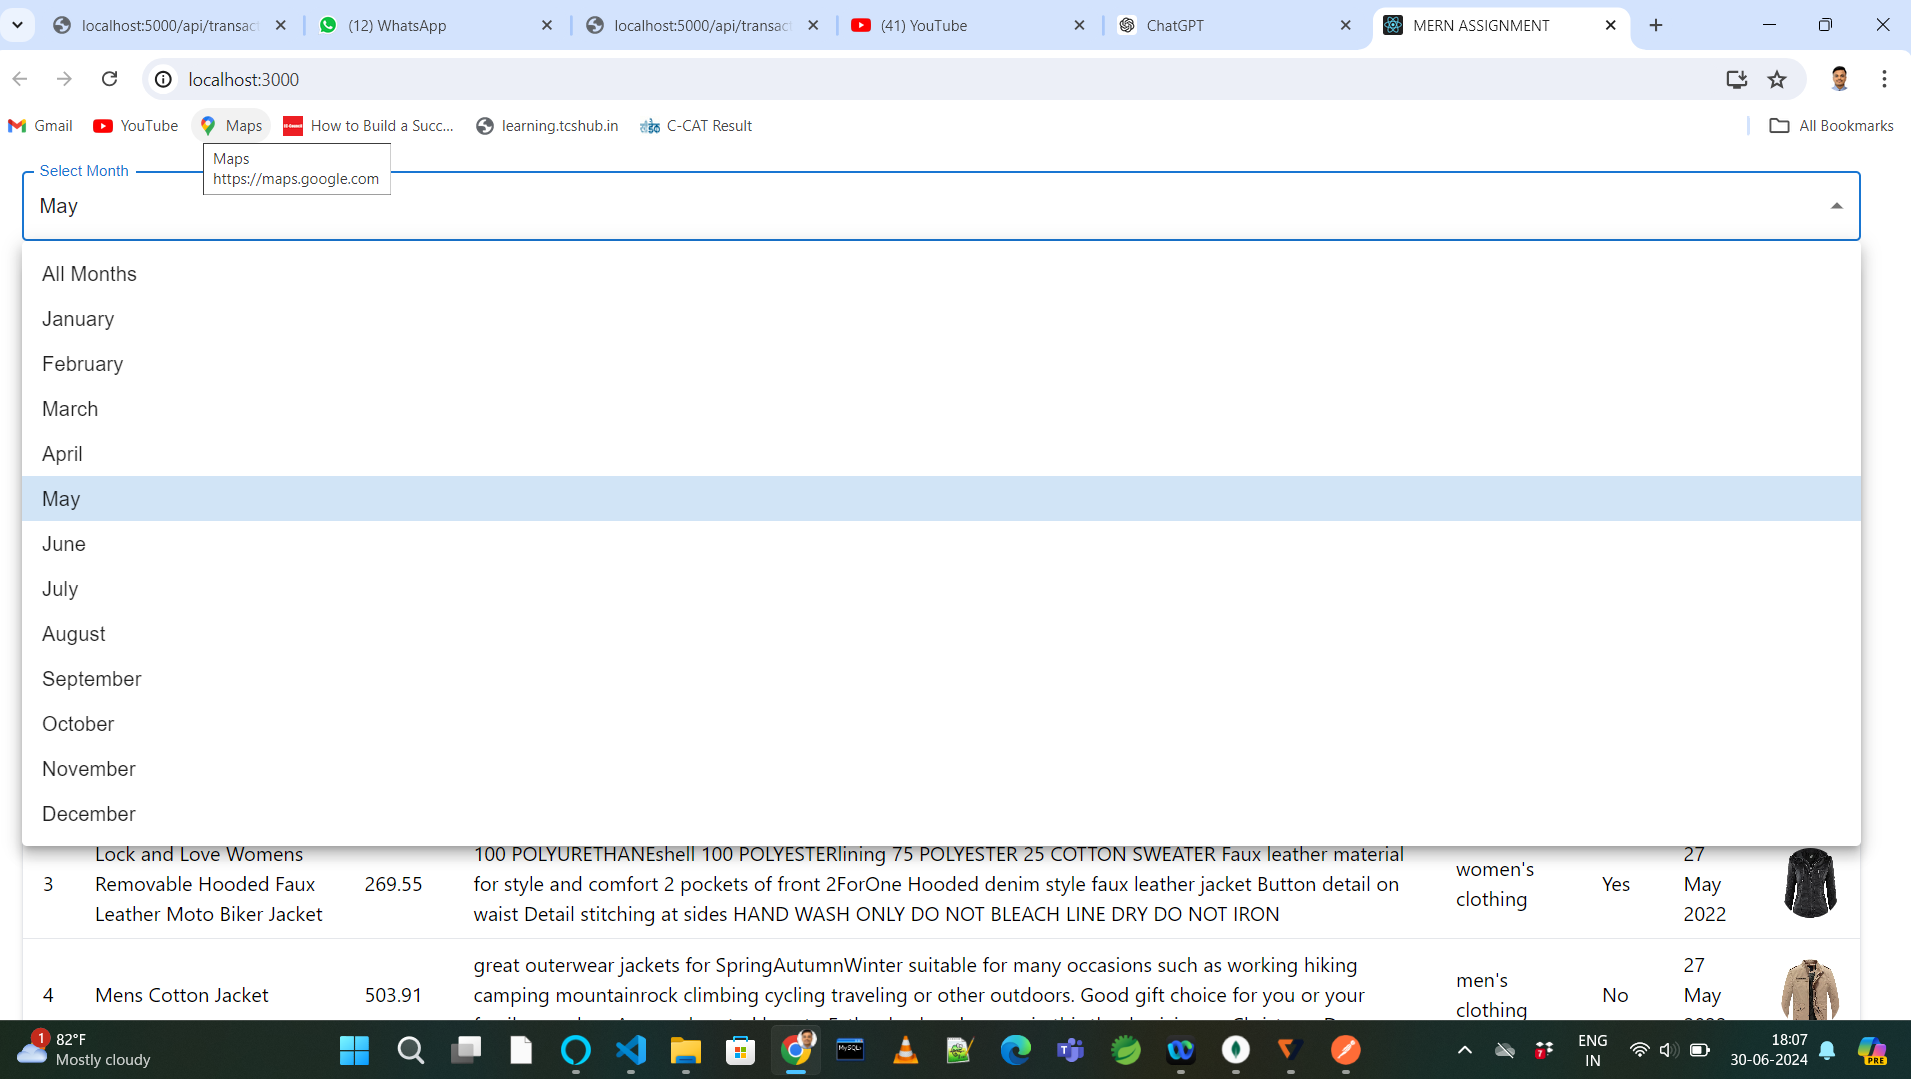 localhost:5000/api/transact
(12) WhatsApp
localhost:5000/api/transact
(41) YouTube
ChatGPT
MERN ASSIGNMENT
localhost:3000
Gmail
YouTube
Maps
How to Build a Succ...
learning.tcshub.in
C-CAT Result
All Bookmarks
Maps
https://maps.google.com
Select Month
May
All Months
January
February
March
April
May
June
July
August
September
October
November
December
3
Lock and Love Womens
Removable Hooded Faux
Leather Moto Biker Jacket
269.55
100 POLYURETHANEshell 100 POLYESTERlining 75 POLYESTER 25 COTTON SWEATER Faux leather material
for style and comfort 2 pockets of front 2ForOne Hooded denim style faux leather jacket Button detail on
waist Detail stitching at sides HAND WASH ONLY DO NOT BLEACH LINE DRY DO NOT IRON
women's
clothing
Yes
27
May
2022
4
Mens Cotton Jacket
503.91
great outerwear jackets for SpringAutumnWinter suitable for many occasions such as working hiking
camping mountainrock climbing cycling traveling or other outdoors. Good gift choice for you or your
men's
clothing
No
27
May
1
82°F
Mostly cloudy
MySQL
7
ENG
IN
18:07
30-06-2024
PRE